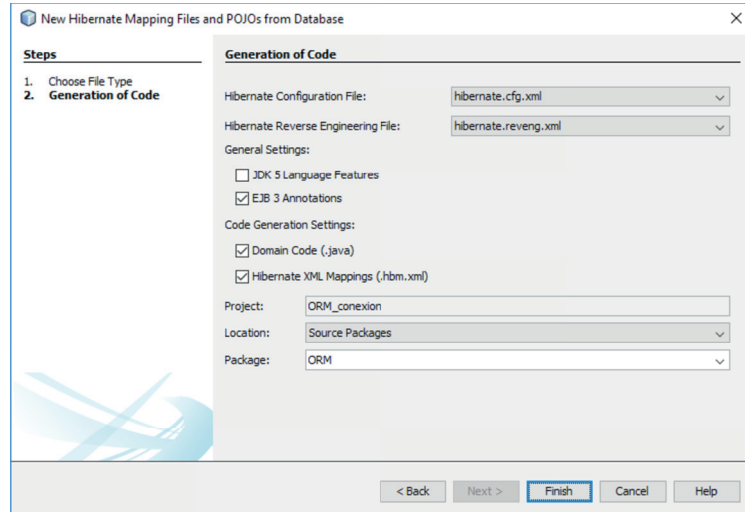 New Hibernate Mapping Files and POJOs from Database
Steps
1. Choose File Type
2. Generation of Code
Generation of Code
Hibernate Configuration File: hibernate.cfg.xml
Hibernate Reverse Engineering File: hibernate.reveng.xml
General Settings:
JDK 5 Language Features
EJB 3 Annotations
Code Generation Settings:
Domain Code (.java)
Hibernate XML Mappings (.hbm.xml)
Project: ORM_conexion
Location: Source Packages
Package: ORM
< Back Next > Finish Cancel Help